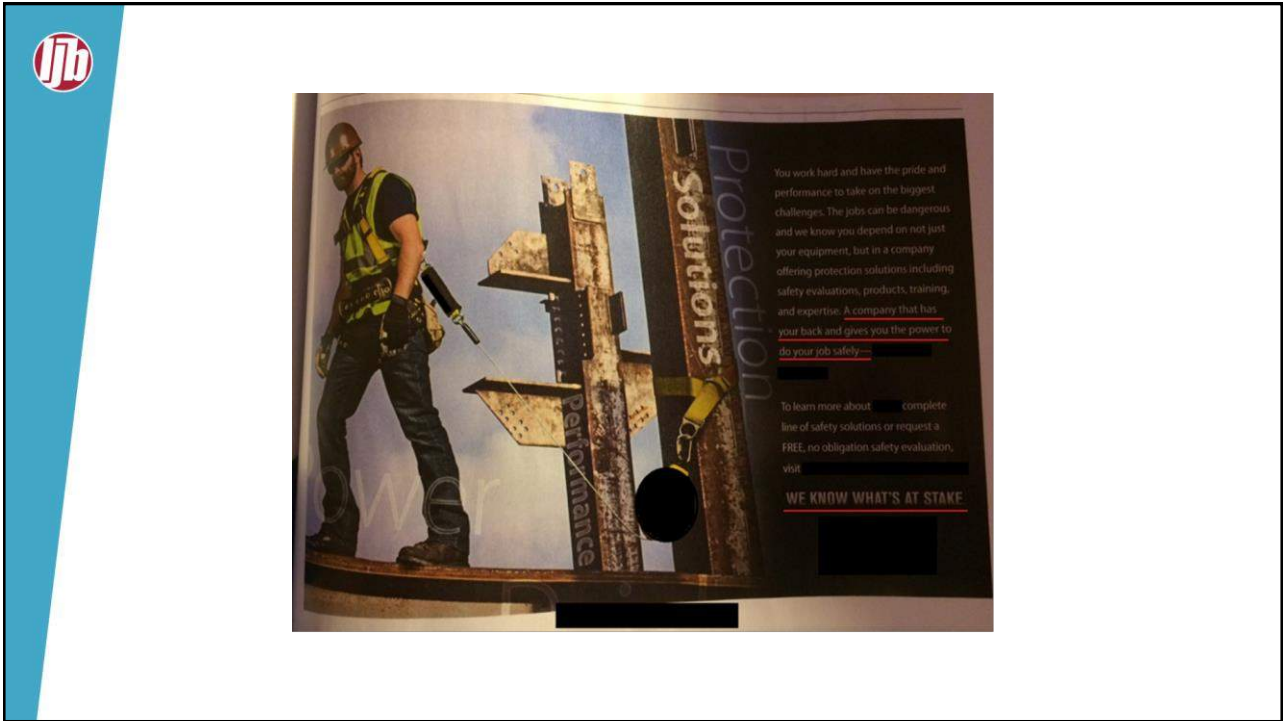 ljb
Protection
Solutions
Performance
Power
You work hard and have the pride and
performance to take on the biggest
challenges. The jobs can be dangerous
and we know you depend on not just
your equipment, but in a company
offering protection solutions including
safety evaluations, products, training,
and expertise. A company that has
your back and gives you the power to
do your job safely—
To learn more about complete
line of safety solutions or request a
FREE, no obligation safety evaluation,
visit
WE KNOW WHAT'S AT STAKE